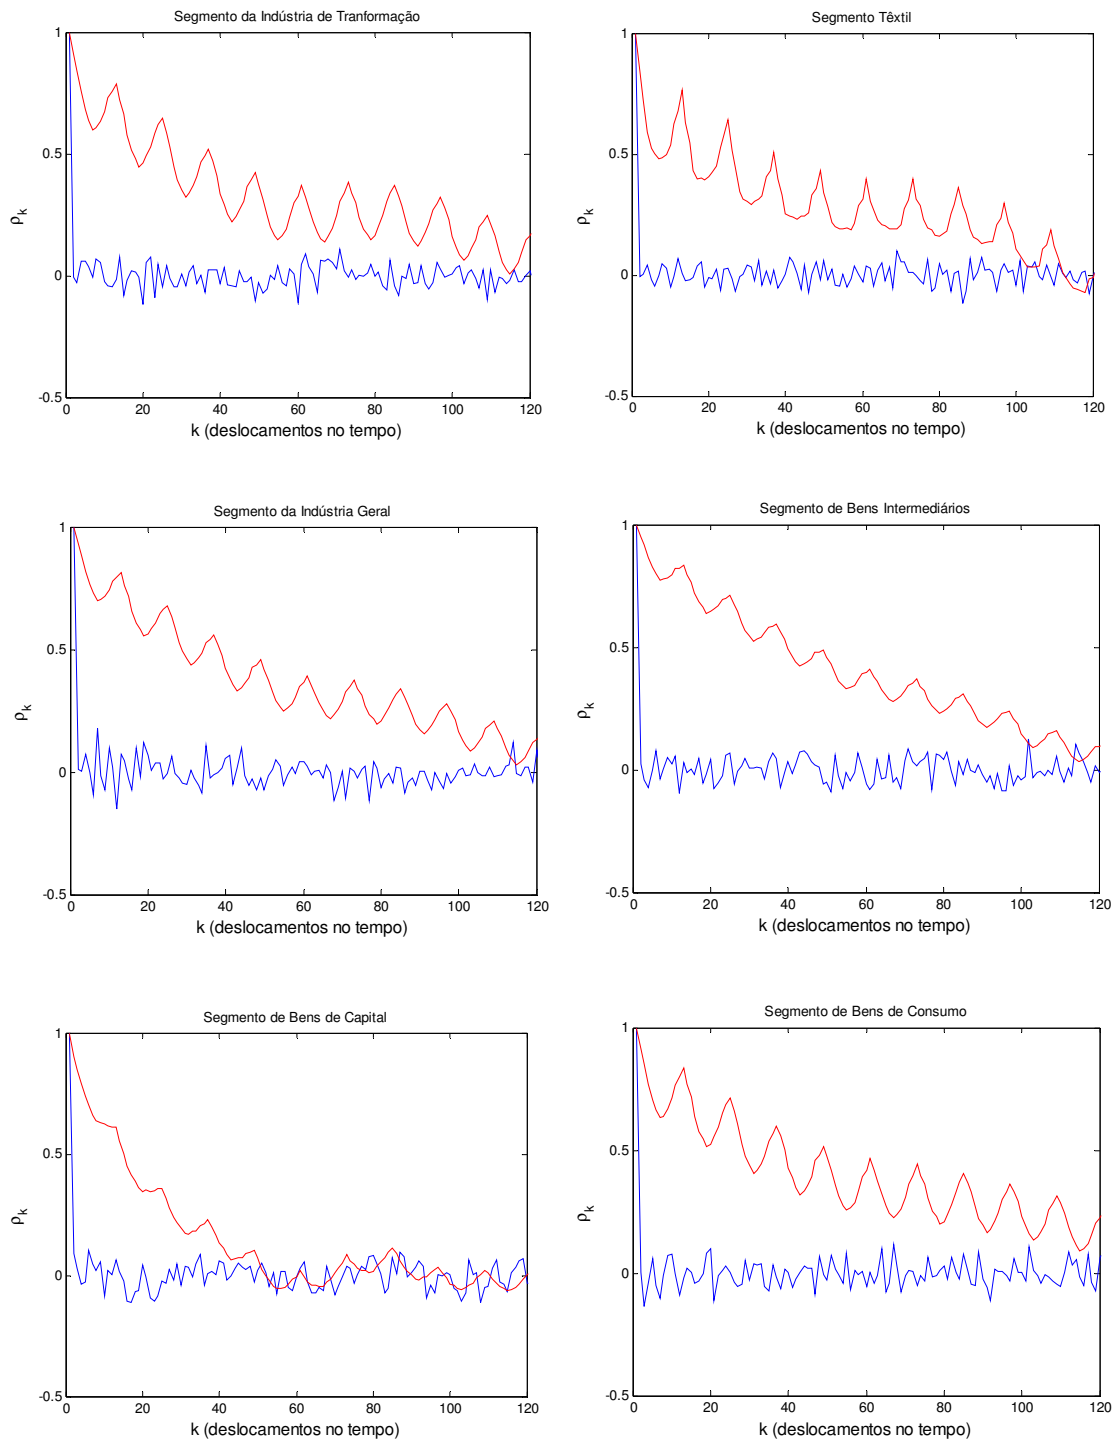 Segmento da Indústria de Tranformação
1
0.5
0
-0.5
ρk
0 20 40 60 80 100 120
k (deslocamentos no tempo)
Segmento Têxtil
1
0.5
0
-0.5
ρk
0 20 40 60 80 100 120
k (deslocamentos no tempo)
Segmento da Indústria Geral
1
0.5
0
-0.5
ρk
0 20 40 60 80 100 120
k (deslocamentos no tempo)
Segmento de Bens Intermediários
1
0.5
0
-0.5
ρk
0 20 40 60 80 100 120
k (deslocamentos no tempo)
Segmento de Bens de Capital
1
0.5
0
-0.5
ρk
0 20 40 60 80 100 120
k (deslocamentos no tempo)
Segmento de Bens de Consumo
1
0.5
0
-0.5
ρk
0 20 40 60 80 100 120
k (deslocamentos no tempo)